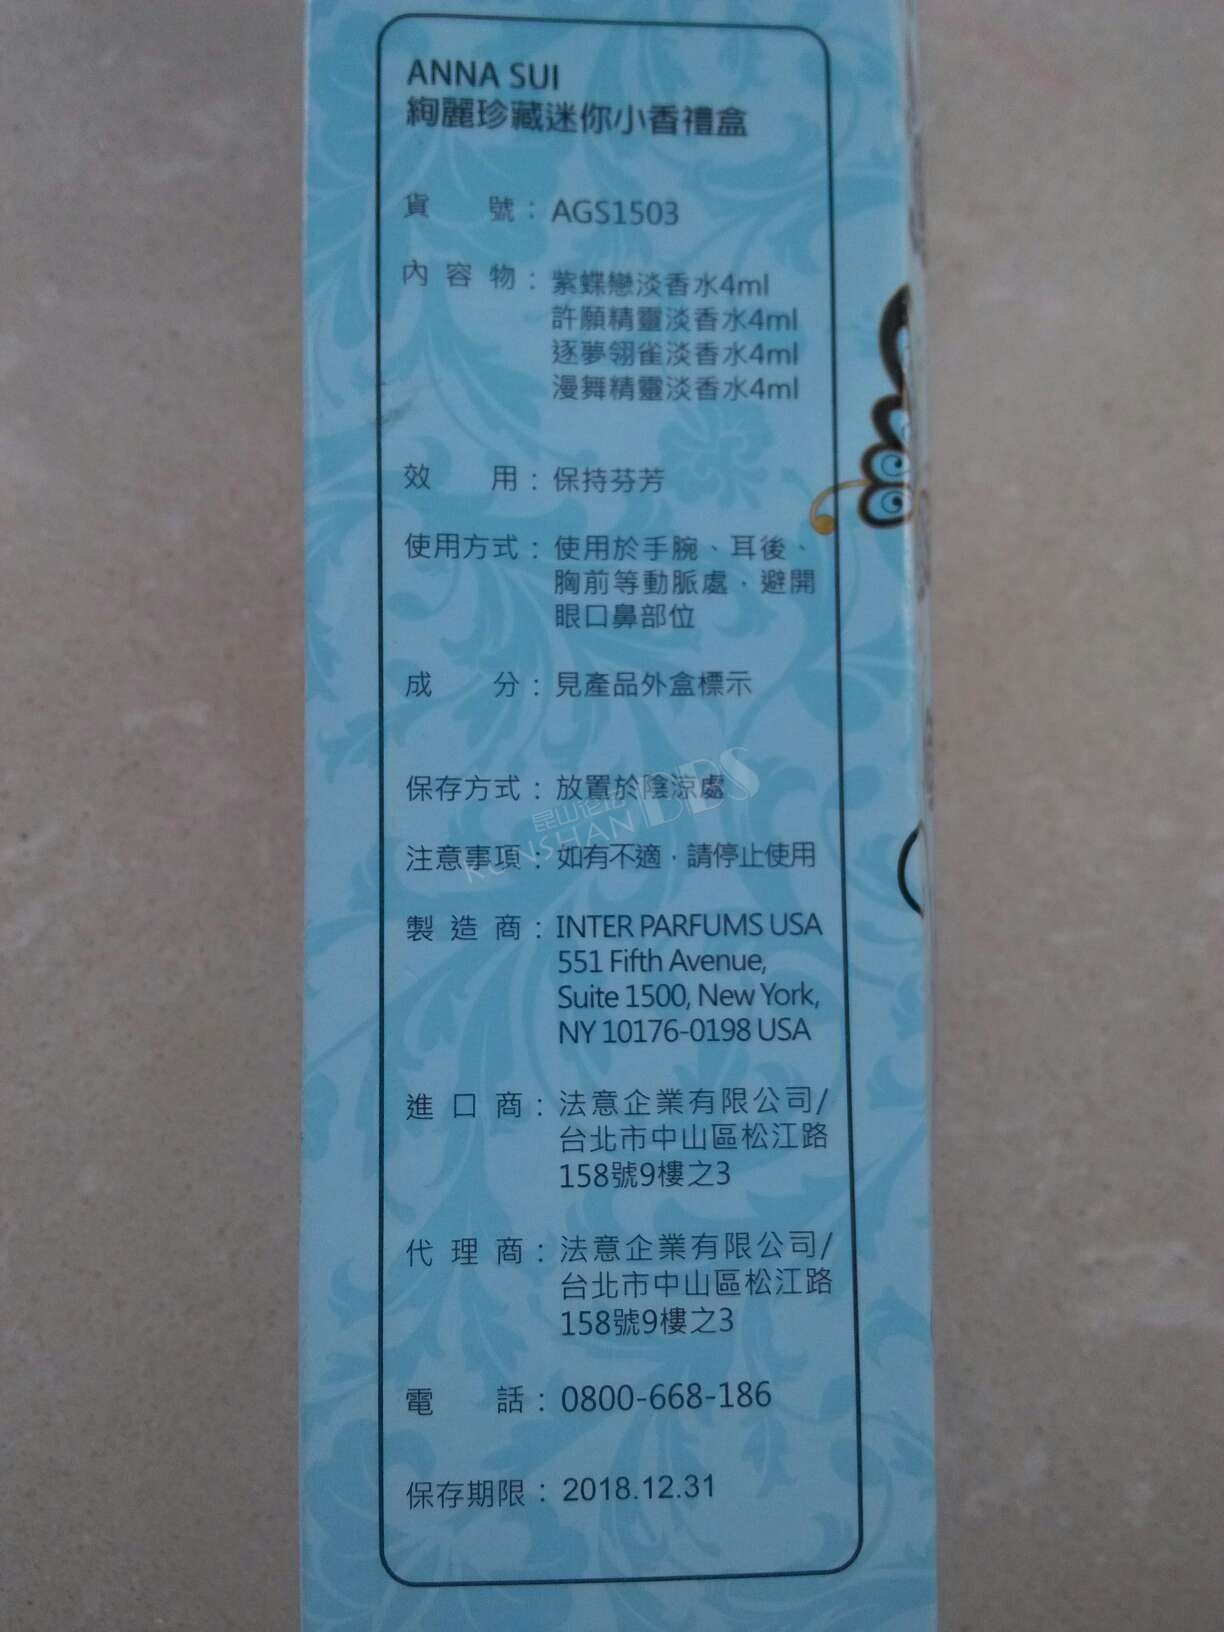 ANNA SUI
絢麗珍藏迷你小香禮盒
貨 號：AGS1503
內容物：紫蝶戀淡香水4ml
許願精靈淡香水4ml
逐夢翎雀淡香水4ml
漫舞精靈淡香水4ml
效 用：保持芬芳
使用方式：使用於手腕、耳後、
胸前等動脈處，避開
眼口鼻部位
成 分：見產品外盒標示
保存方式：放置於陰涼處
昆山论坛 BBS
KUNSHAN
注意事項：如有不適，請停止使用
製造商：INTER PARFUMS USA
551 Fifth Avenue,
Suite 1500, New York,
NY 10176-0198 USA
進口商：法意企業有限公司/
台北市中山區松江路
158號9樓之3
代理商：法意企業有限公司/
台北市中山區松江路
158號9樓之3
電 話：0800-668-186
保存期限：2018.12.31